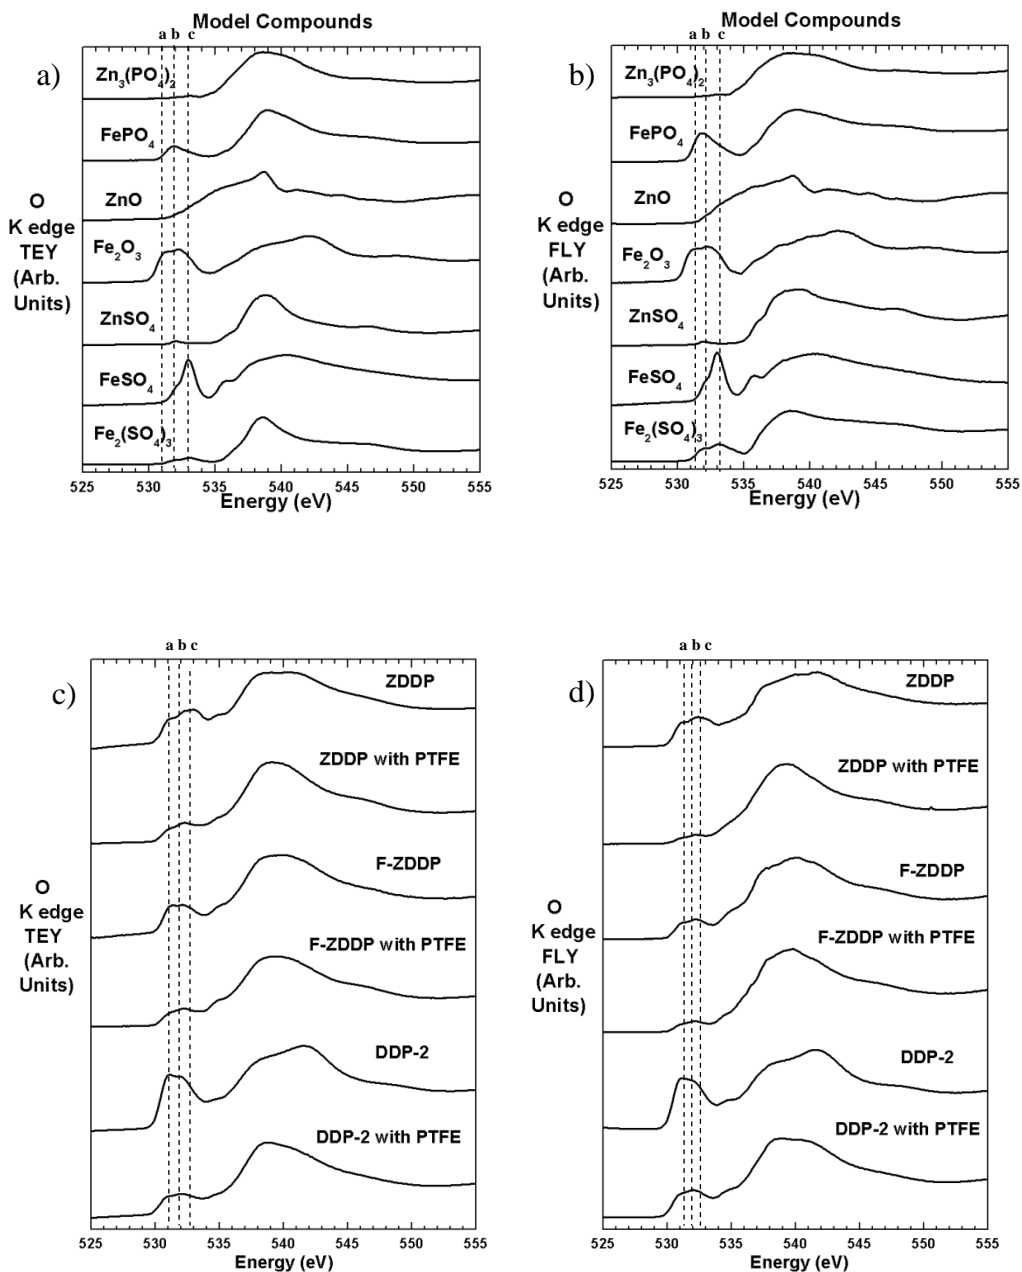 Model Compounds
a b c
a)
Zn3(PO4)2
FePO4
ZnO
Fe2O3
ZnSO4
FeSO4
Fe2(SO4)3
O
K edge
TEY
(Arb.
Units)
525 530 535 540 545 550 555
Energy (eV)
Model Compounds
a b c
b)
Zn3(PO4)2
FePO4
ZnO
Fe2O3
ZnSO4
FeSO4
Fe2(SO4)3
O
K edge
FLY
(Arb.
Units)
525 530 535 540 545 550 555
Energy (eV)
a b c
c)
ZDDP
ZDDP with PTFE
F-ZDDP
F-ZDDP with PTFE
DDP-2
DDP-2 with PTFE
O
K edge
TEY
(Arb.
Units)
525 530 535 540 545 550 555
Energy (eV)
a b c
d)
ZDDP
ZDDP with PTFE
F-ZDDP
F-ZDDP with PTFE
DDP-2
DDP-2 with PTFE
O
K edge
FLY
(Arb.
Units)
525 530 535 540 545 550 555
Energy (eV)